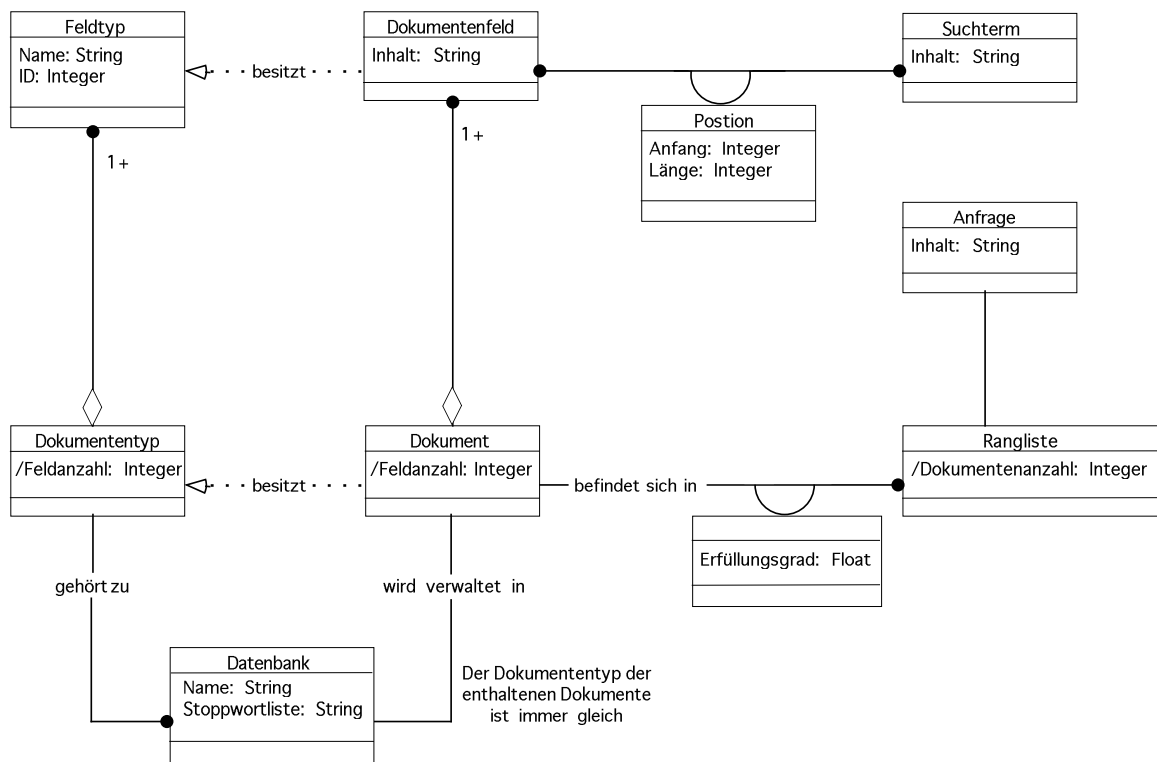 Feldtyp
Name: String
ID: Integer
besitzt
Dokumentenfeld
Inhalt: String
Suchterm
Inhalt: String
1+
1+
Postion
Anfang: Integer
Länge: Integer
Anfrage
Inhalt: String
Dokumententyp
/Feldanzahl: Integer
besitzt
Dokument
/Feldanzahl: Integer
befindet sich in
Rangliste
/Dokumentenanzahl: Integer
Erfüllungsgrad: Float
gehört zu
wird verwaltet in
Datenbank
Name: String
Stoppwortliste: String
Der Dokumententyp der
enthaltenen Dokumente
ist immer gleich